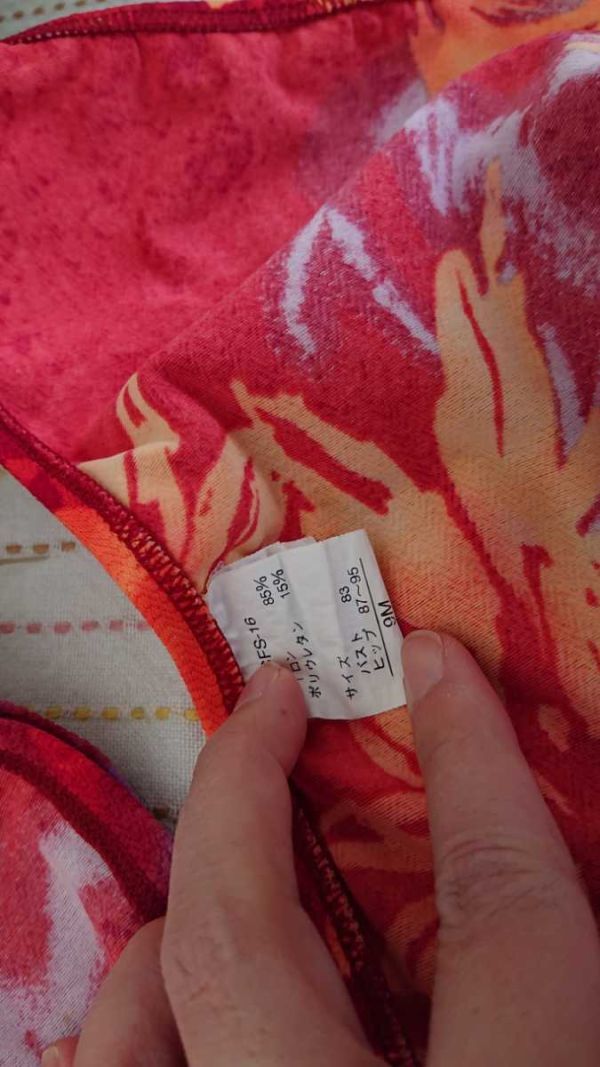 FS-16
ロン 85%
ポリウレタン 15%
サイズ
バスト 83
ヒップ 87～95
9M